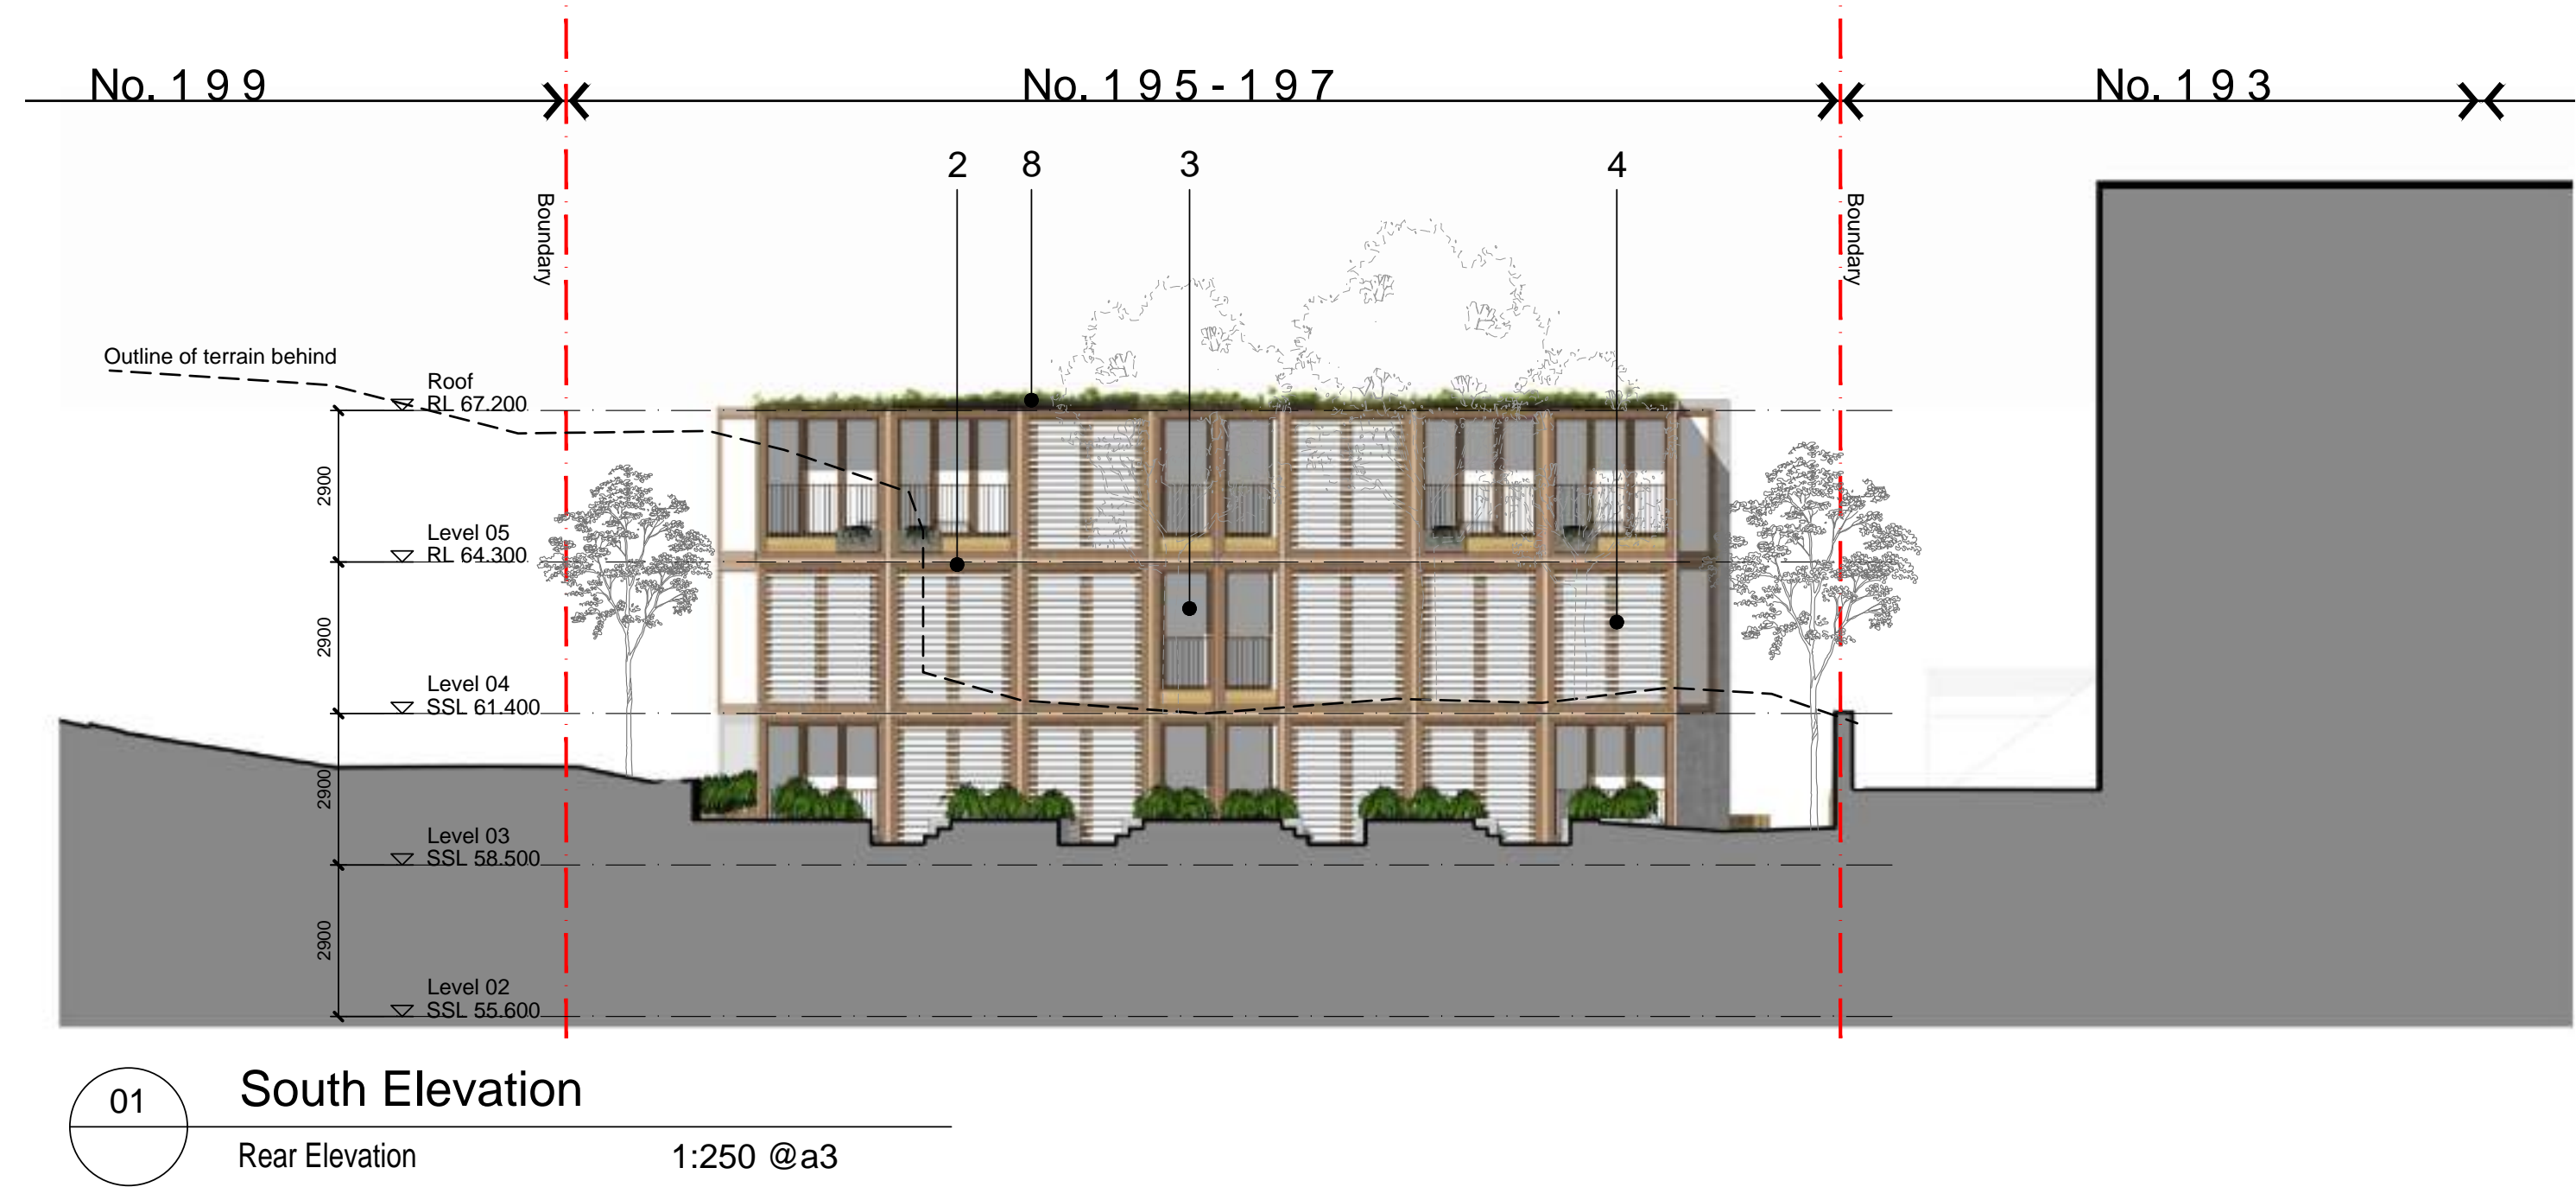 No. 1 9 9
No. 1 9 5 - 1 9 7
No. 1 9 3
2
8
3
4
Boundary
Boundary
Outline of terrain behind
Roof
RL 67.200
2900
Level 05
RL 64.300
2900
Level 04
SSL 61.400
2900
Level 03
SSL 58.500
2900
Level 02
SSL 55.600
01
South Elevation
Rear Elevation
1:250 @a3